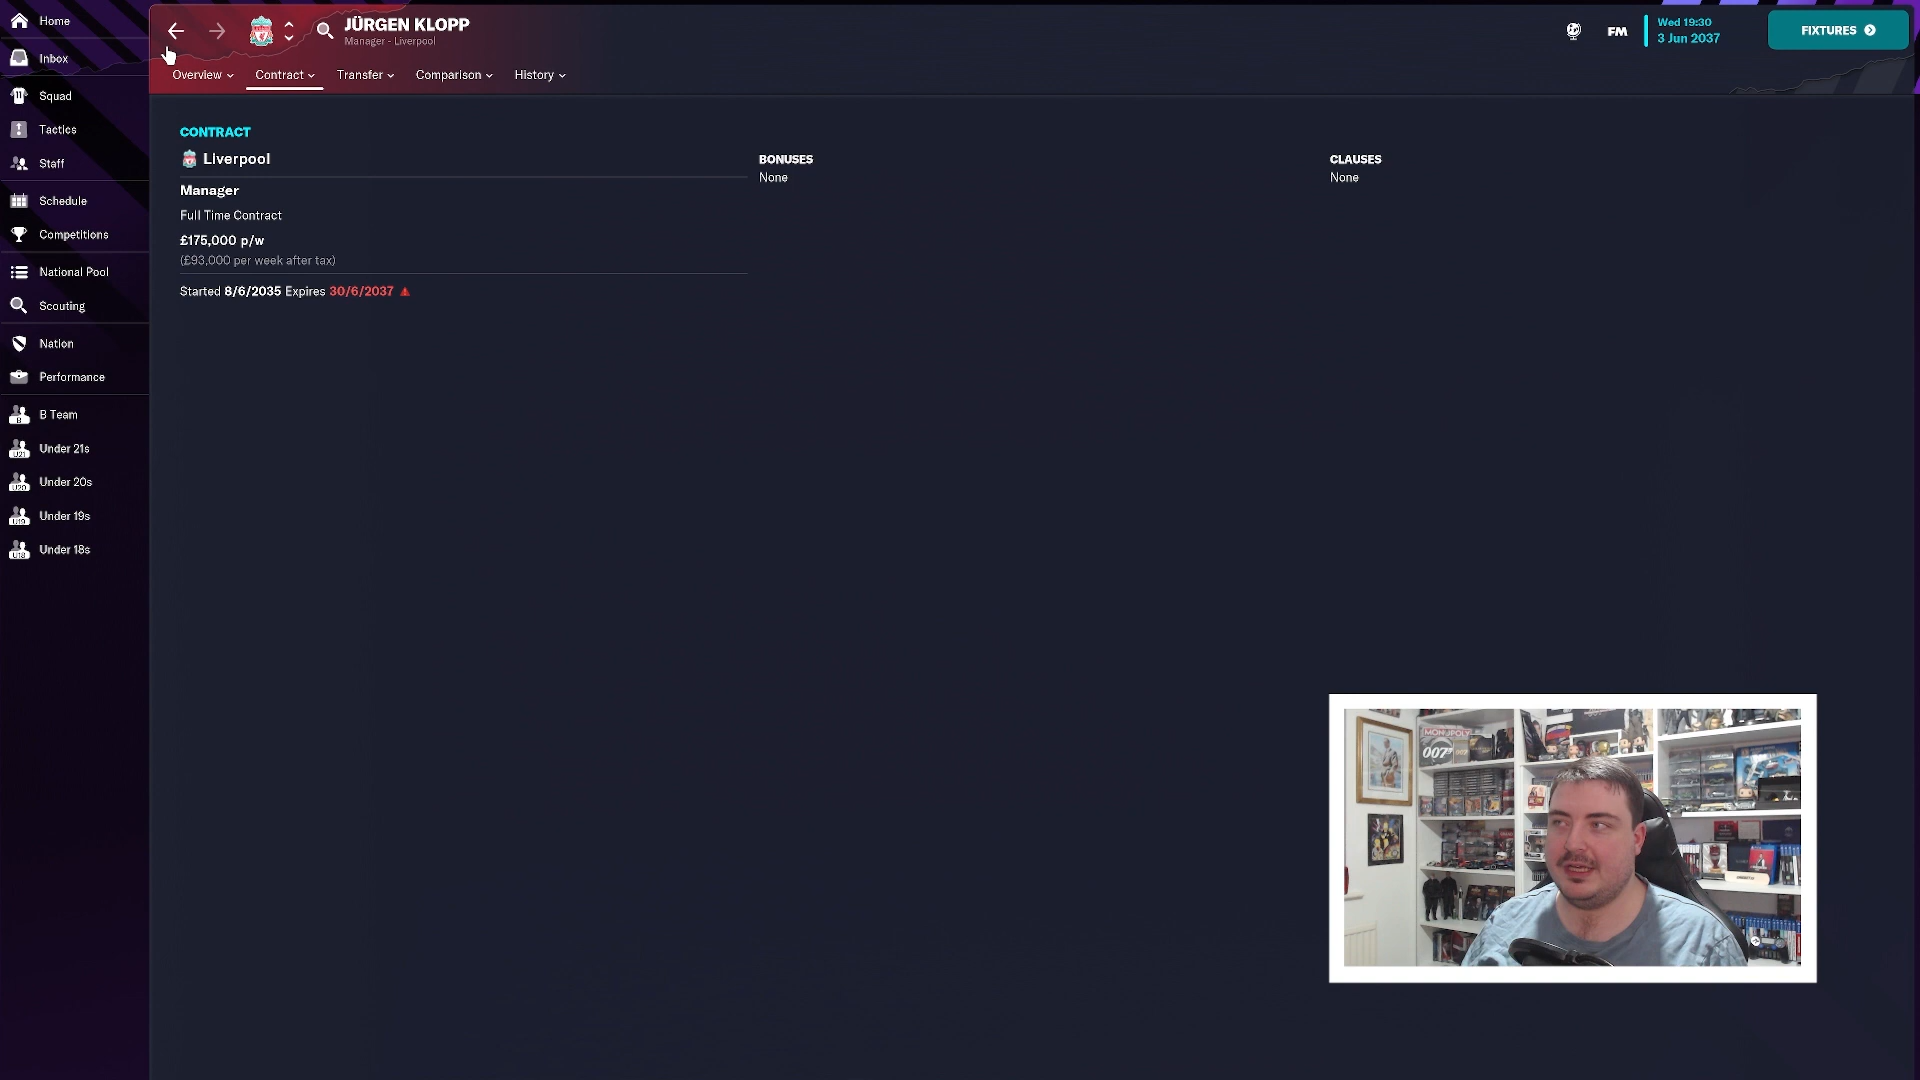 Home
Inbox
Squad
Tactics
Staff
Schedule
Competitions
National Pool
Scouting
Nation
Performance
B Team
Under 21s
Under 20s
Under 19s
Under 18s
JÜRGEN KLOPP
Manager - Liverpool
FM
Wed 19:30
3 Jun 2037
FIXTURES
Overview
Contract
Transfer
Comparison
History
CONTRACT
Liverpool
Manager
Full Time Contract
£175,000 p/w
(£93,000 per week after tax)
Started 8/6/2035 Expires 30/6/2037
BONUSES
None
CLAUSES
None
MONOPOLY
007